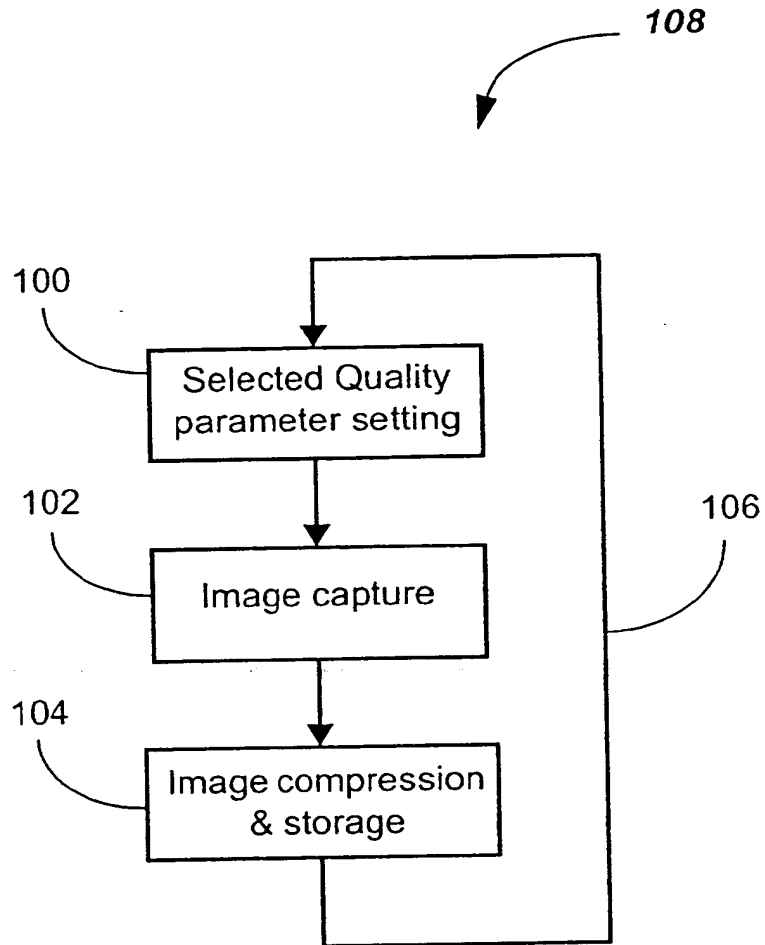 108
100
Selected Quality
parameter setting
102
Image capture
106
104
Image compression
& storage